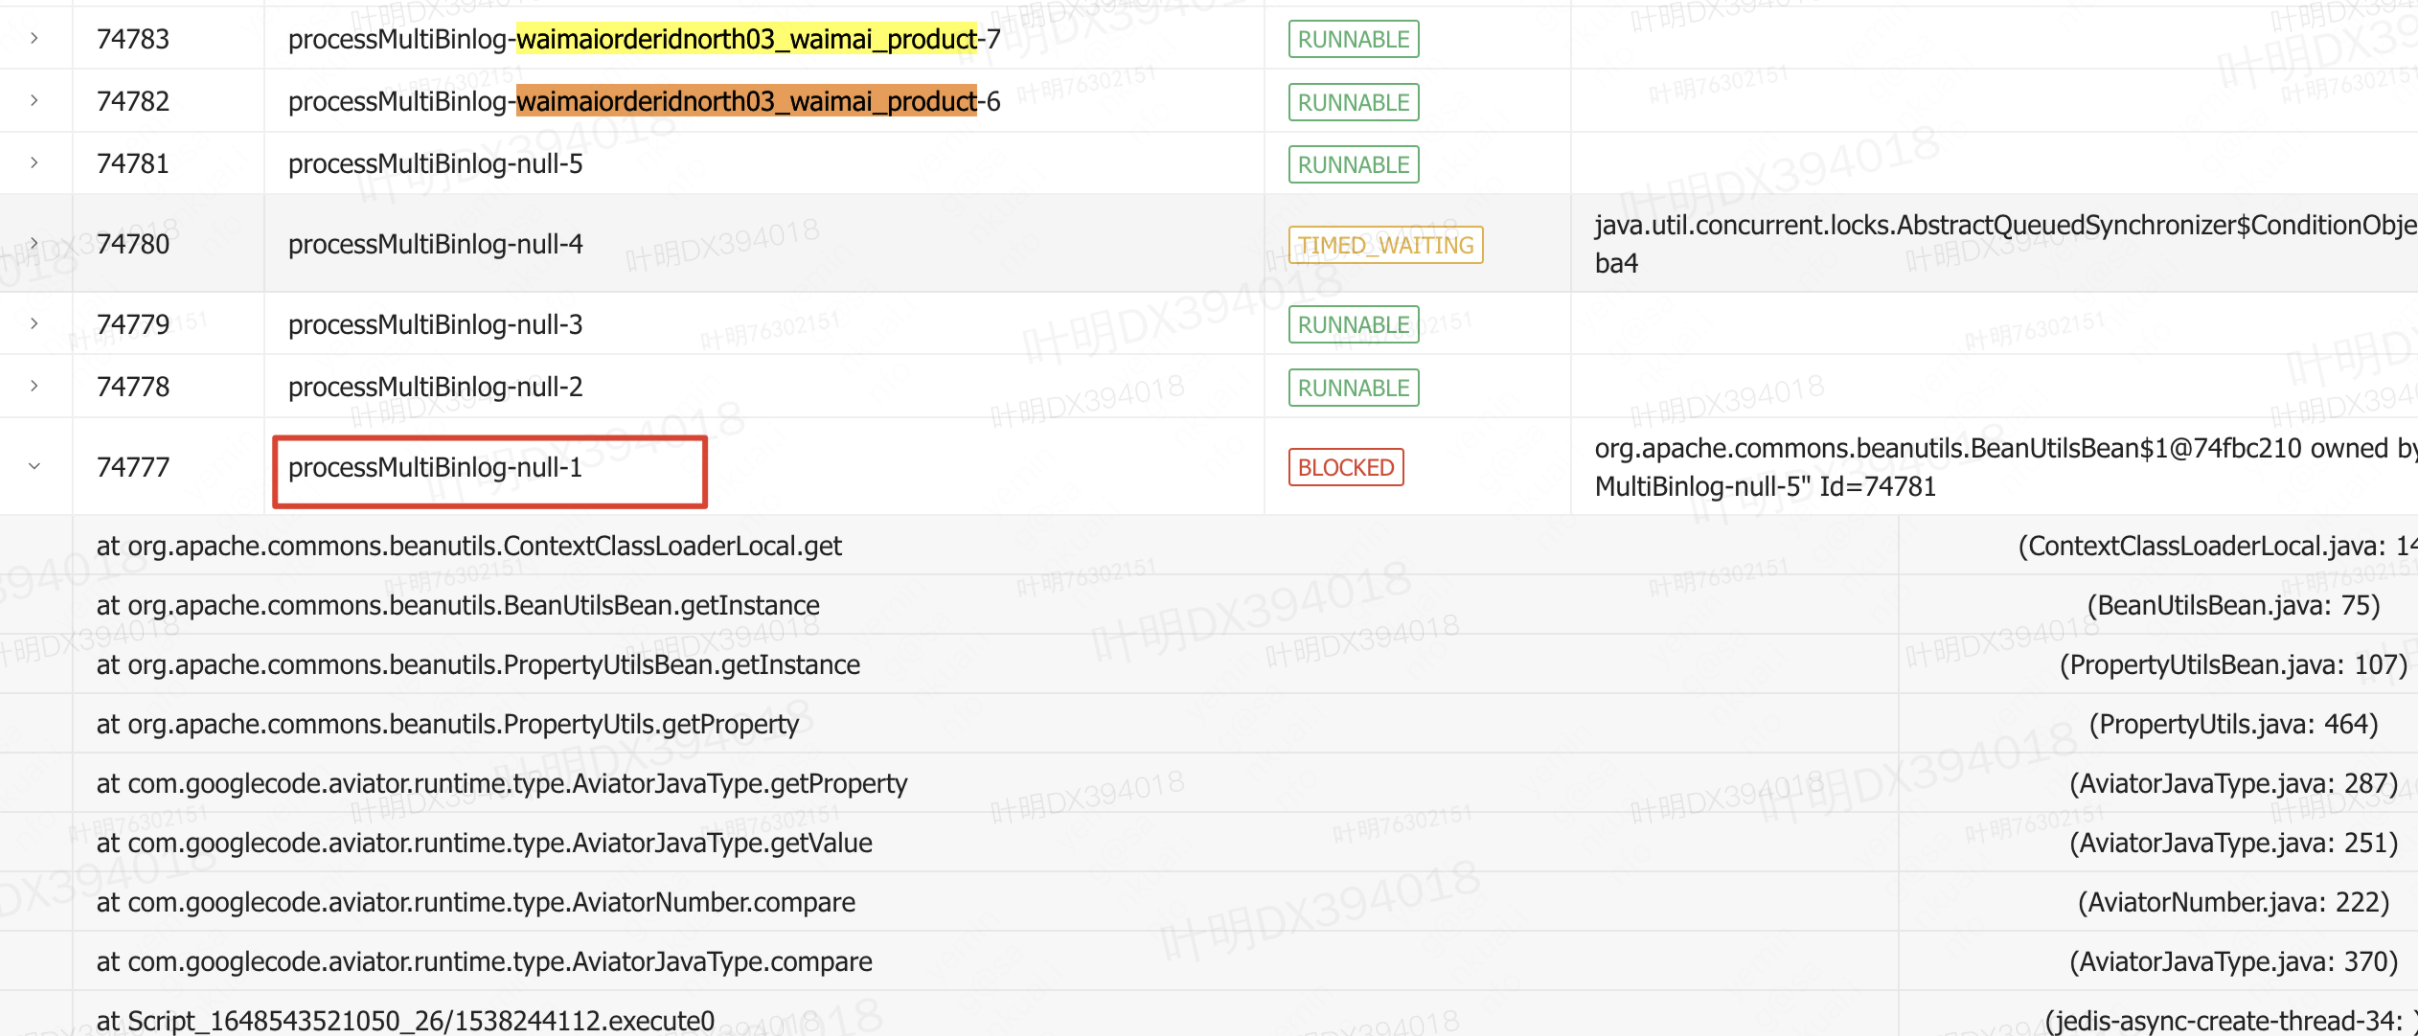 74783 processMultiBinlog-waimaiorderidnorth03_waimai_product-7 RUNNABLE
74782 processMultiBinlog-waimaiorderidnorth03_waimai_product-6 RUNNABLE
74781 processMultiBinlog-null-5 RUNNABLE
74780 processMultiBinlog-null-4 TIMED_WAITING java.util.concurrent.locks.AbstractQueuedSynchronizer$ConditionObje
ba4
74779 processMultiBinlog-null-3 RUNNABLE
74778 processMultiBinlog-null-2 RUNNABLE
74777 processMultiBinlog-null-1 BLOCKED org.apache.commons.beanutils.BeanUtilsBean$1@74fbc210 owned by
MultiBinlog-null-5" Id=74781
at org.apache.commons.beanutils.ContextClassLoaderLocal.get (ContextClassLoaderLocal.java: 14
at org.apache.commons.beanutils.BeanUtilsBean.getInstance (BeanUtilsBean.java: 75)
at org.apache.commons.beanutils.PropertyUtilsBean.getInstance (PropertyUtilsBean.java: 107)
at org.apache.commons.beanutils.PropertyUtils.getProperty (PropertyUtils.java: 464)
at com.googlecode.aviator.runtime.type.AviatorJavaType.getProperty (AviatorJavaType.java: 287)
at com.googlecode.aviator.runtime.type.AviatorJavaType.getValue (AviatorJavaType.java: 251)
at com.googlecode.aviator.runtime.type.AviatorNumber.compare (AviatorNumber.java: 222)
at com.googlecode.aviator.runtime.type.AviatorJavaType.compare (AviatorJavaType.java: 370)
at Script_1648543521050_26/1538244112.execute0 (jedis-async-create-thread-34: )
叶明DX394018
叶明76302151